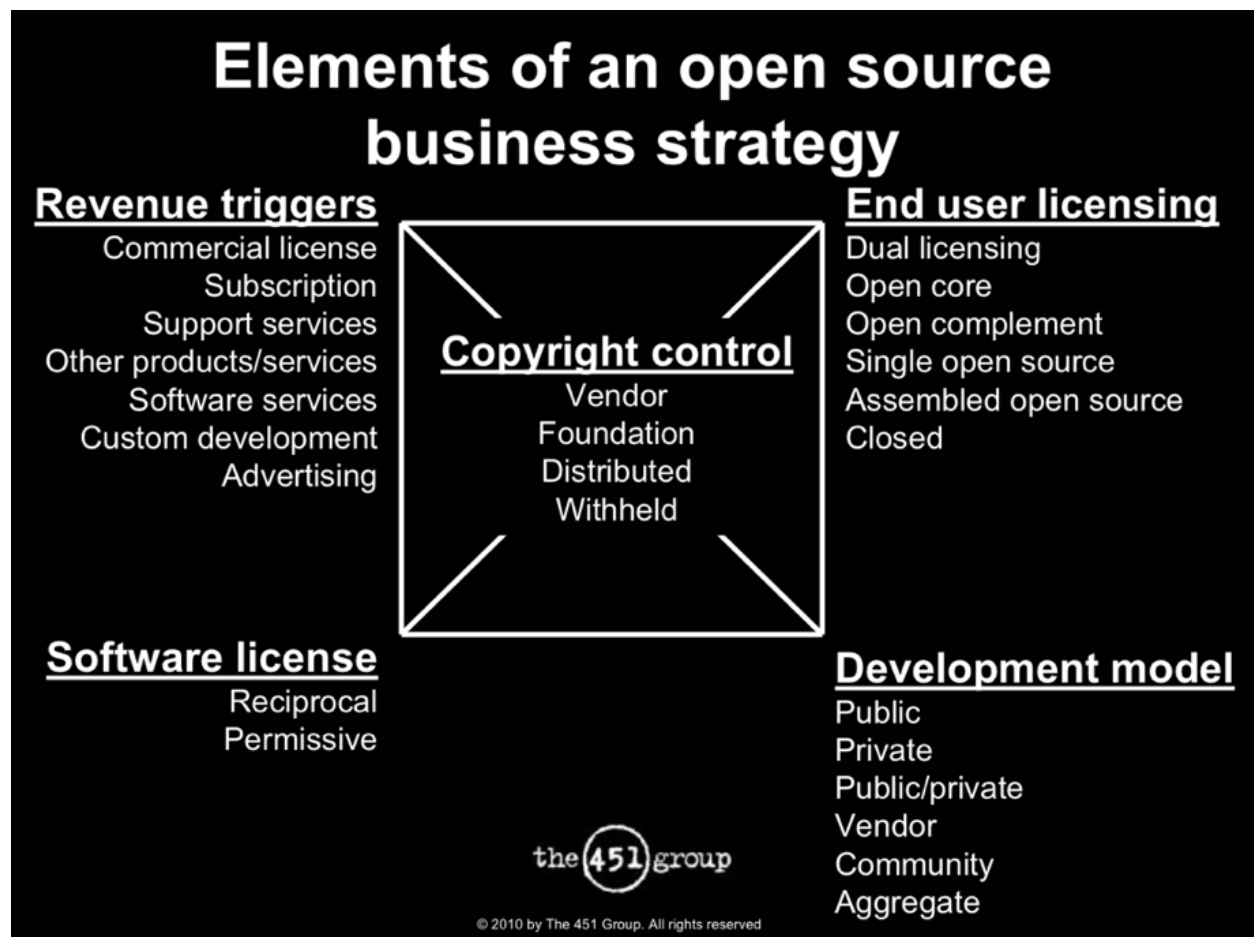 Elements of an open source
business strategy
Revenue triggers
Commercial license
Subscription
Support services
Other products/services
Software services
Custom development
Advertising
End user licensing
Dual licensing
Open core
Open complement
Single open source
Assembled open source
Closed
Copyright control
Vendor
Foundation
Distributed
Withheld
Software license
Reciprocal
Permissive
Development model
Public
Private
Public/private
Vendor
Community
Aggregate
the 451 group
© 2010 by The 451 Group. All rights reserved